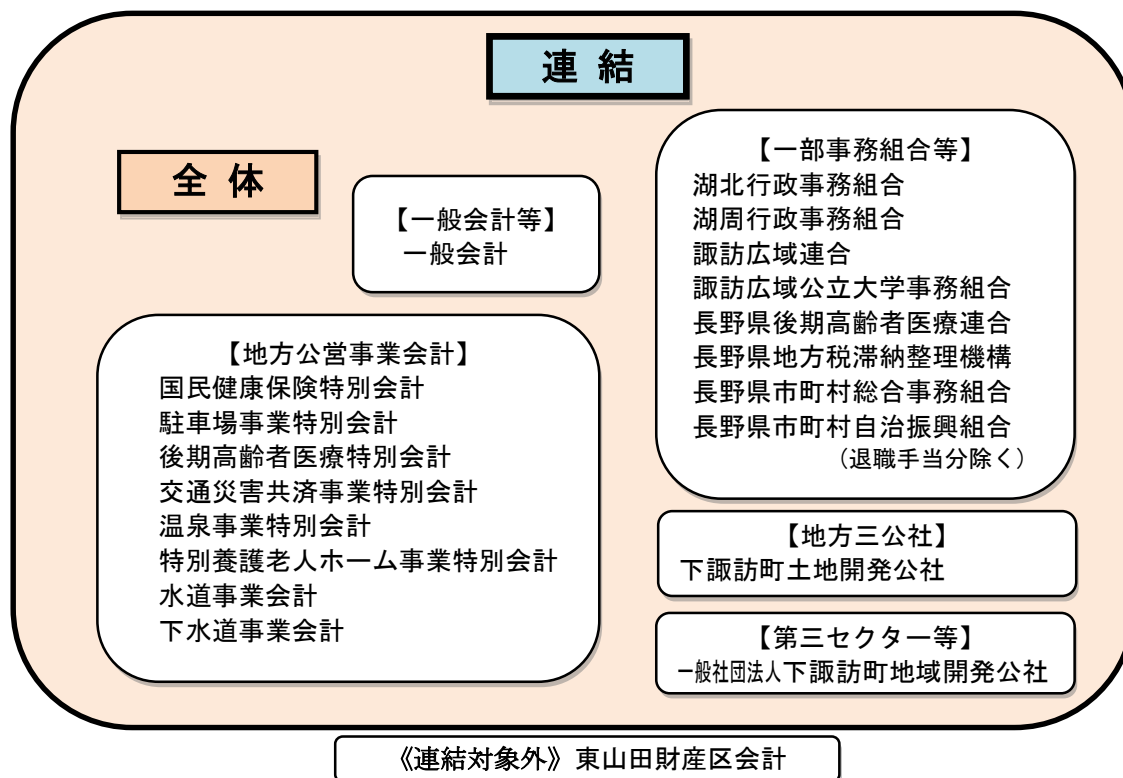 連 結
全 体
【一般会計等】
一般会計
【地方公営事業会計】
国民健康保険特別会計
駐車場事業特別会計
後期高齢者医療特別会計
交通災害共済事業特別会計
温泉事業特別会計
特別養護老人ホーム事業特別会計
水道事業会計
下水道事業会計
【一部事務組合等】
湖北行政事務組合
湖周行政事務組合
諏訪広域連合
諏訪広域公立大学事務組合
長野県後期高齢者医療連合
長野県地方税滞納整理機構
長野県市町村総合事務組合
長野県市町村自治振興組合
（退職手当分除く）
【地方三公社】
下諏訪町土地開発公社
【第三セクター等】
一般社団法人下諏訪町地域開発公社
《連結対象外》東山田財産区会計